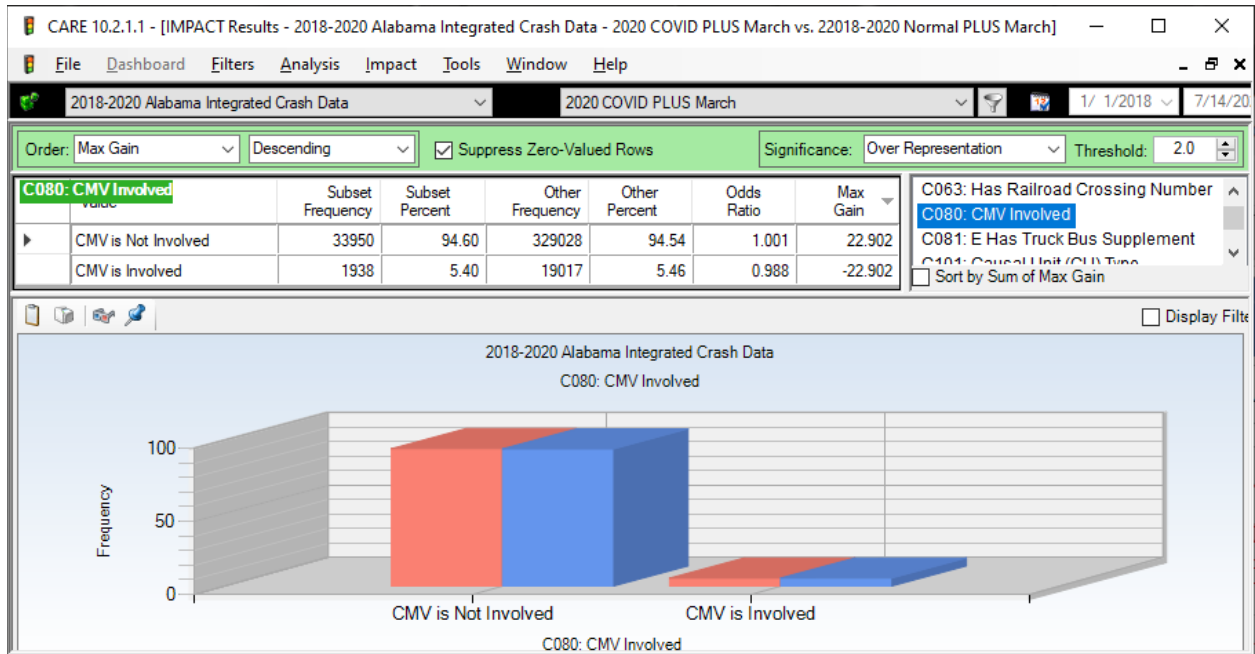 CARE 10.2.1.1 - [IMPACT Results - 2018-2020 Alabama Integrated Crash Data - 2020 COVID PLUS March vs. 22018-2020 Normal PLUS March]
File Dashboard Filters Analysis Impact Tools Window Help
2018-2020 Alabama Integrated Crash Data 2020 COVID PLUS March 1/ 1/2018 7/14/20
Order: Max Gain Descending Suppress Zero-Valued Rows Significance: Over Representation Threshold: 2.0
C080: CMV Involved Subset Frequency Subset Percent Other Frequency Other Percent Odds Ratio Max Gain
CMV is Not Involved 33950 94.60 329028 94.54 1.001 22.902
CMV is Involved 1938 5.40 19017 5.46 0.988 -22.902
C063: Has Railroad Crossing Number
C080: CMV Involved
C081: E Has Truck Bus Supplement
C101: Causal Unit (CU) Type
Sort by Sum of Max Gain
Display Filte
2018-2020 Alabama Integrated Crash Data
C080: CMV Involved
Frequency
100
50
0
CMV is Not Involved CMV is Involved
C080: CMV Involved